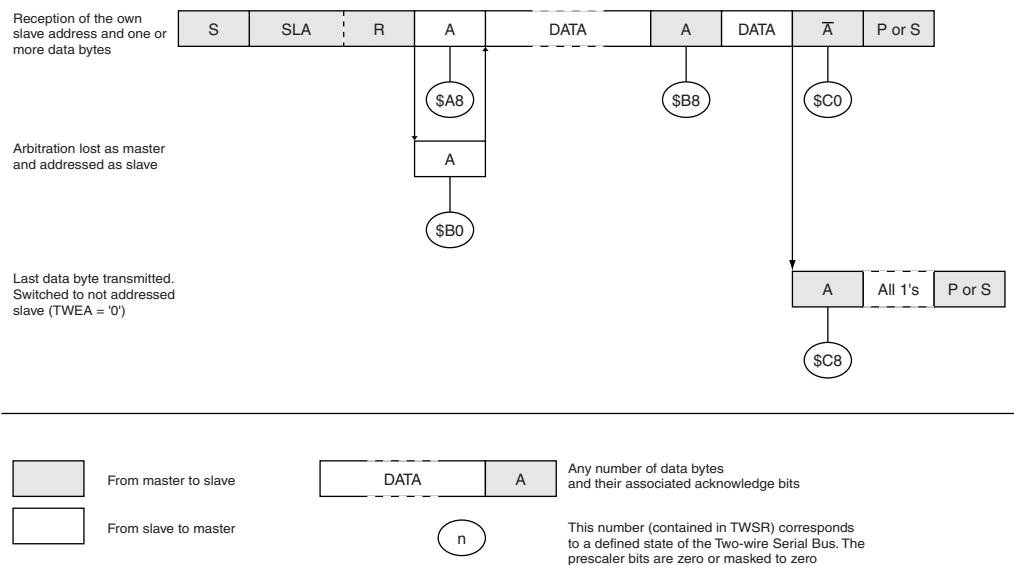 Reception of the own
slave address and one or
more data bytes
S SLA R A DATA A DATA A̅ P or S
$A8 $B8 $C0
Arbitration lost as master
and addressed as slave
A
$B0
Last data byte transmitted.
Switched to not addressed
slave (TWEA = '0')
A All 1's P or S
$C8
From master to slave
DATA A
Any number of data bytes
and their associated acknowledge bits
From slave to master
n
This number (contained in TWSR) corresponds
to a defined state of the Two-wire Serial Bus. The
prescaler bits are zero or masked to zero